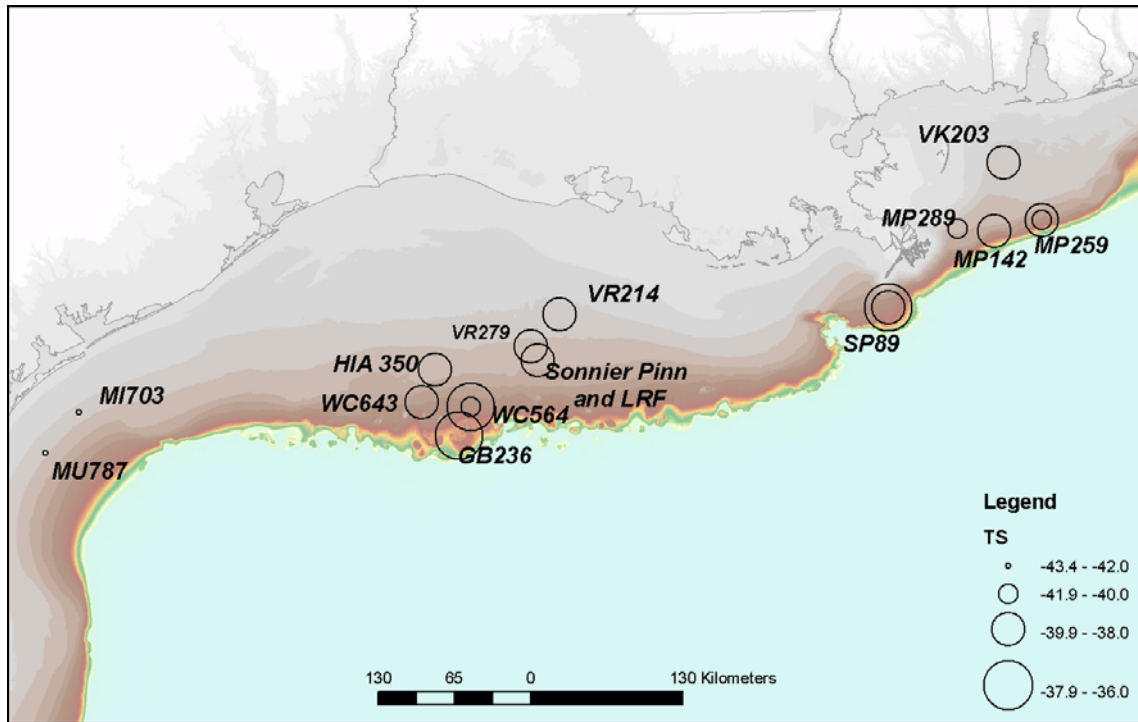 VK203
MP289
MP142
MP259
SP89
VR214
VR279
Sonnier Pinn
and LRF
HIA 350
WC643
WC564
GB236
MI703
MU787
Legend
TS
-43.4 - -42.0
-41.9 - -40.0
-39.9 - -38.0
-37.9 - -36.0
130 65 0 130 Kilometers